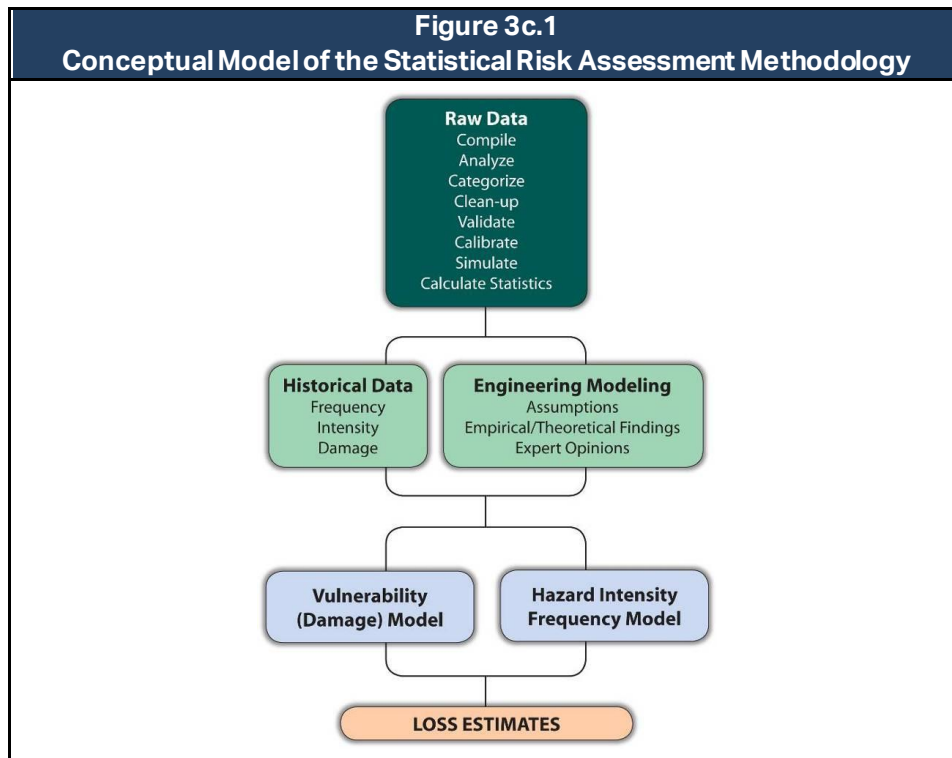 Figure 3c.1
Conceptual Model of the Statistical Risk Assessment Methodology
Raw Data
Compile
Analyze
Categorize
Clean-up
Validate
Calibrate
Simulate
Calculate Statistics
Historical Data
Frequency
Intensity
Damage
Engineering Modeling
Assumptions
Empirical/Theoretical Findings
Expert Opinions
Vulnerability
(Damage) Model
Hazard Intensity
Frequency Model
LOSS ESTIMATES